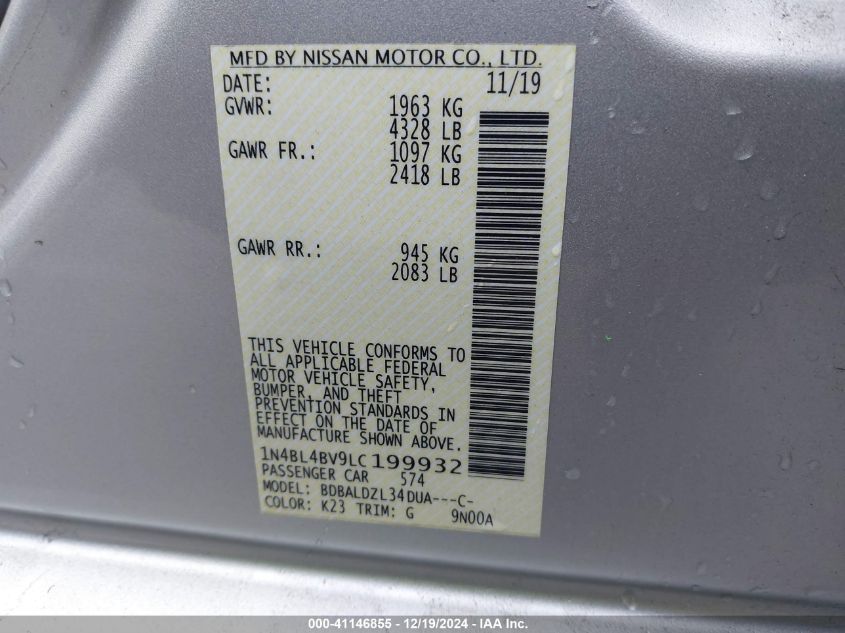 MFD BY NISSAN MOTOR CO., LTD.
DATE: 11/19
GVWR: 1963 KG
4328 LB
GAWR FR.: 1097 KG
2418 LB
GAWR RR.: 945 KG
2083 LB
THIS VEHICLE CONFORMS TO
ALL APPLICABLE FEDERAL
MOTOR VEHICLE SAFETY,
BUMPER, AND THEFT
PREVENTION STANDARDS IN
EFFECT ON THE DATE OF
MANUFACTURE SHOWN ABOVE.
1N4BL4BV9LC199932
PASSENGER CAR 574
MODEL: BDBALDZL34DUA---C-
COLOR: K23 TRIM: G 9N00A
000-41146855 - 12/19/2024 - IAA Inc.